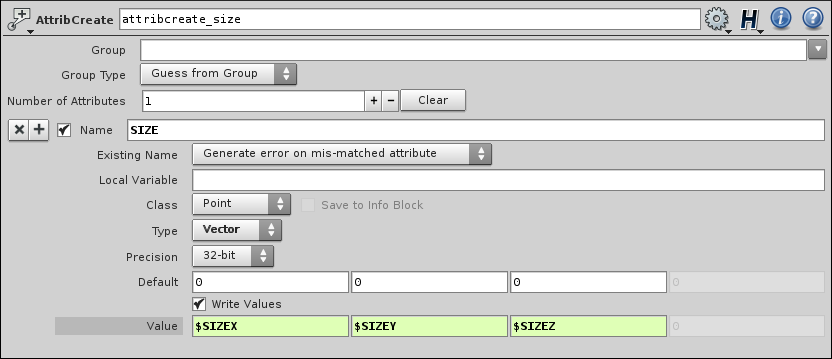 AttribCreate attribcreate_size H i ?
Group
Group Type Guess from Group
Number of Attributes 1 + − Clear
× + Name SIZE
Existing Name Generate error on mis-matched attribute
Local Variable
Class Point Save to Info Block
Type Vector
Precision 32-bit
Default 0 0 0 0
Write Values
Value $SIZEX $SIZEY $SIZEZ 0